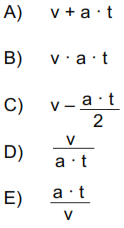 A) v + a · t
B) v · a · t
C) v – a · t / 2
D) v / a · t
E) a · t / v